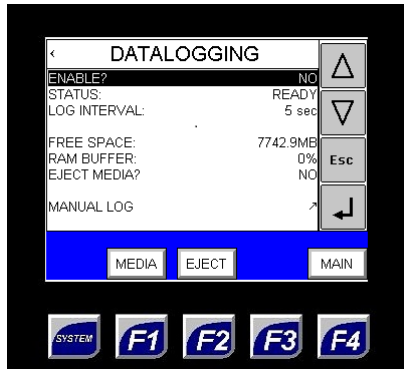 ‹ DATALOGGING
ENABLE? NO
STATUS: READY
LOG INTERVAL: 5 sec
FREE SPACE: 7742.9MB
RAM BUFFER: 0%
EJECT MEDIA? NO
MANUAL LOG ↗
Esc
MEDIA EJECT MAIN
SYSTEM F1 F2 F3 F4